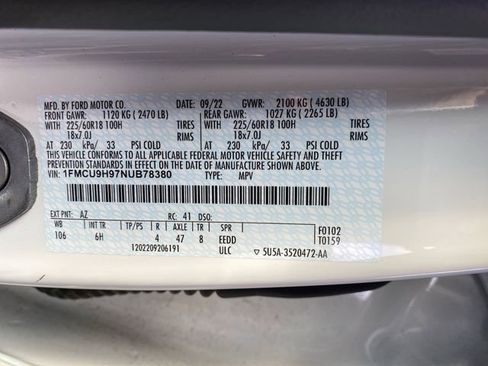 MFD. BY FORD MOTOR CO. DATE: 09/22 GVWR: 2100 KG ( 4630 LB)
FRONT GAWR: 1120 KG ( 2470 LB) REAR GAWR: 1027 KG ( 2265 LB)
WITH 225/60R18 100H TIRES WITH 225/60R18 100H TIRES
18x7.0J RIMS 18x7.0J RIMS
AT 230 kPa/ 33 PSI COLD AT 230 kPa/ 33 PSI COLD
THIS VEHICLE CONFORMS TO ALL APPLICABLE FEDERAL MOTOR VEHICLE SAFETY AND THEFT
PREVENTION STANDARDS IN EFFECT ON THE DATE OF MANUFACTURE SHOWN ABOVE.
VIN: 1FMCU9H97NUB78380 TYPE: MPV
EXT PNT: AZ RC: 41 DSO:
WB INT TR TP/PS R AXLE TR SPR F0102
106 6H 4 47 8 EEDD T0159
1202209206191 ULC 5U5A-3520472-AA